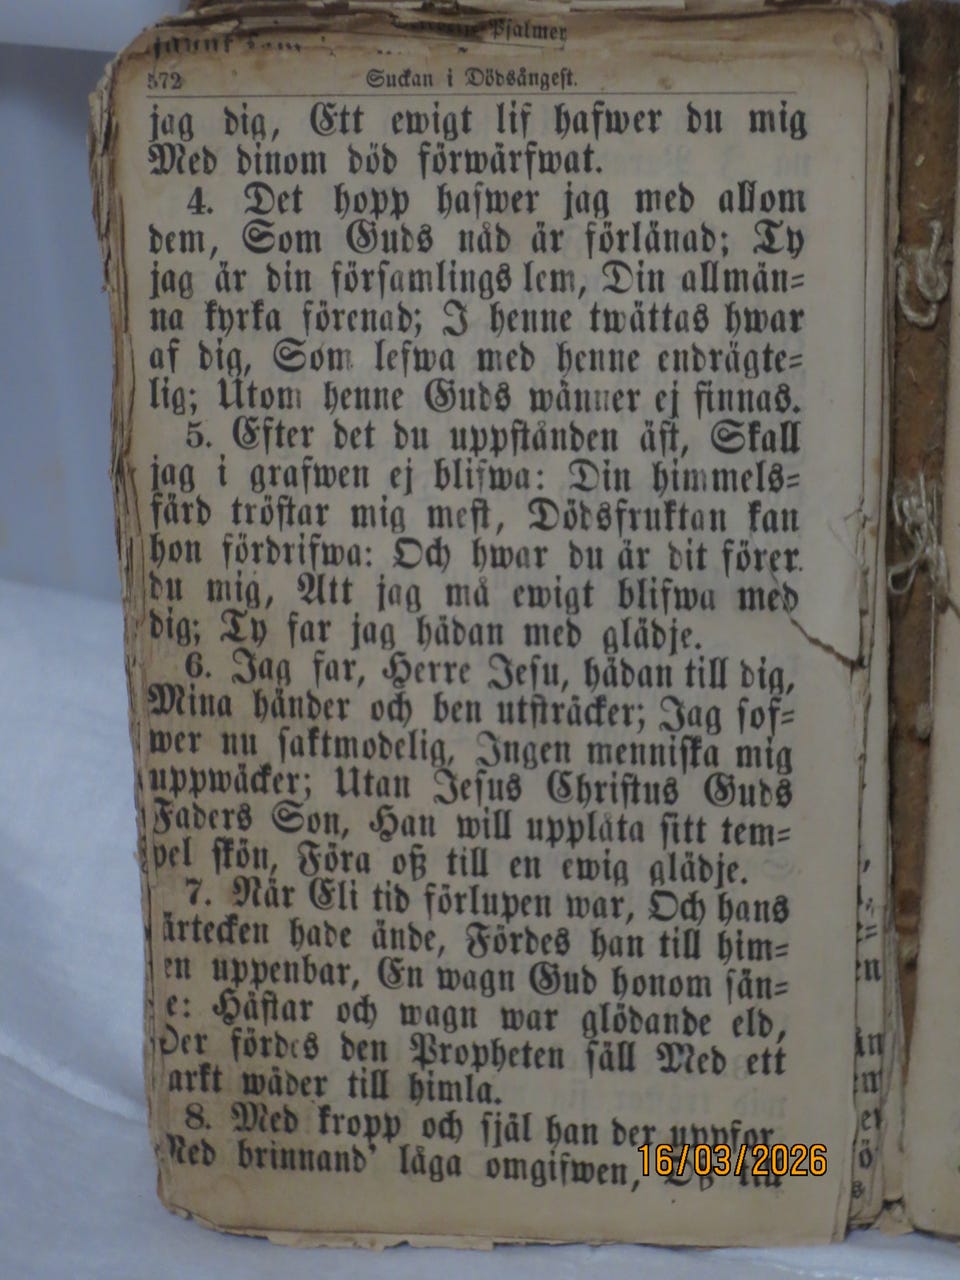 Psalmer
572 Suckan i Dödsångest.
jag dig, Ett ewigt lif hafwer du mig
Med dinom död förwärfwat.
4. Det hopp hafwer jag med allom
dem, Som Guds nåd är förlänad; Ty
jag är din församlings lem, Din allmän=
na kyrka förenad; I henne twättas hwar
af dig, Som lefwa med henne endrägte=
lig; Utom henne Guds wänner ej finnas.
5. Efter det du uppstånden äst, Skall
jag i grafwen ej blifwa: Din himmels=
färd tröstar mig mest, Dödsfruktan kan
hon fördrifwa: Och hwar du är dit förer
du mig, Att jag må ewigt blifwa med
dig; Ty far jag hädan med glädje.
6. Jag far, Herre Jesu, hädan till dig,
Mina händer och ben utsträcker; Jag sof=
wer nu saktmodelig, Ingen menniska mig
uppwäcker; Utan Jesus Christus Guds
Faders Son, Han will upplåta sitt tem=
pel skön, Föra oß till en ewig glädje.
7. När Eli tid förlupen war, Och hans
ärtecken hade ände, Fördes han till him=
en uppenbar, En wagn Gud honom sän=
e: Hästar och wagn war glödande eld,
Der fördes den Propheten säll Med ett
arkt wäder till himla.
8. Med kropp och själ han der uppfor
Med brinnand' låga omgifwen,
16/03/2026